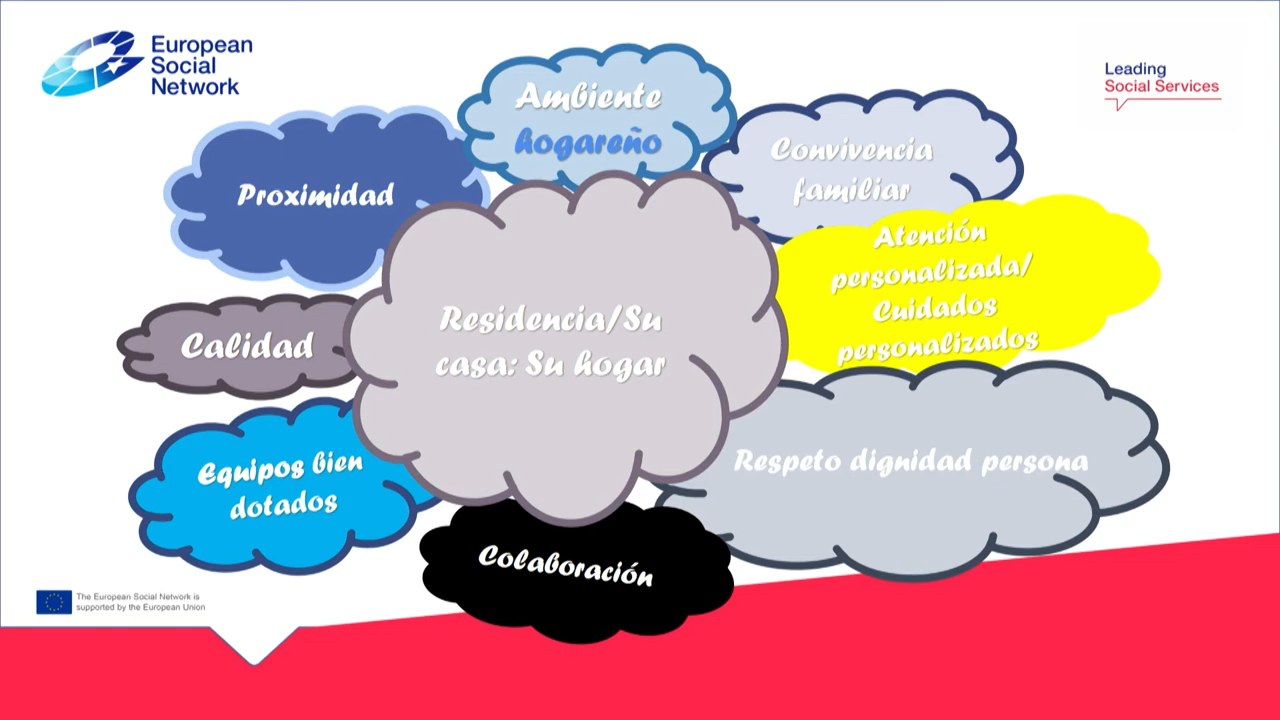 European
Social
Network
Leading
Social Services
Ambiente
hogareño
Convivencia
familiar
Proximidad
Atención
personalizada/
Cuidados
personalizados
Residencia/Su
casa: Su hogar
Calidad
Respeto dignidad persona
Equipos bien
dotados
Colaboración
The European Social Network is
supported by the European Union